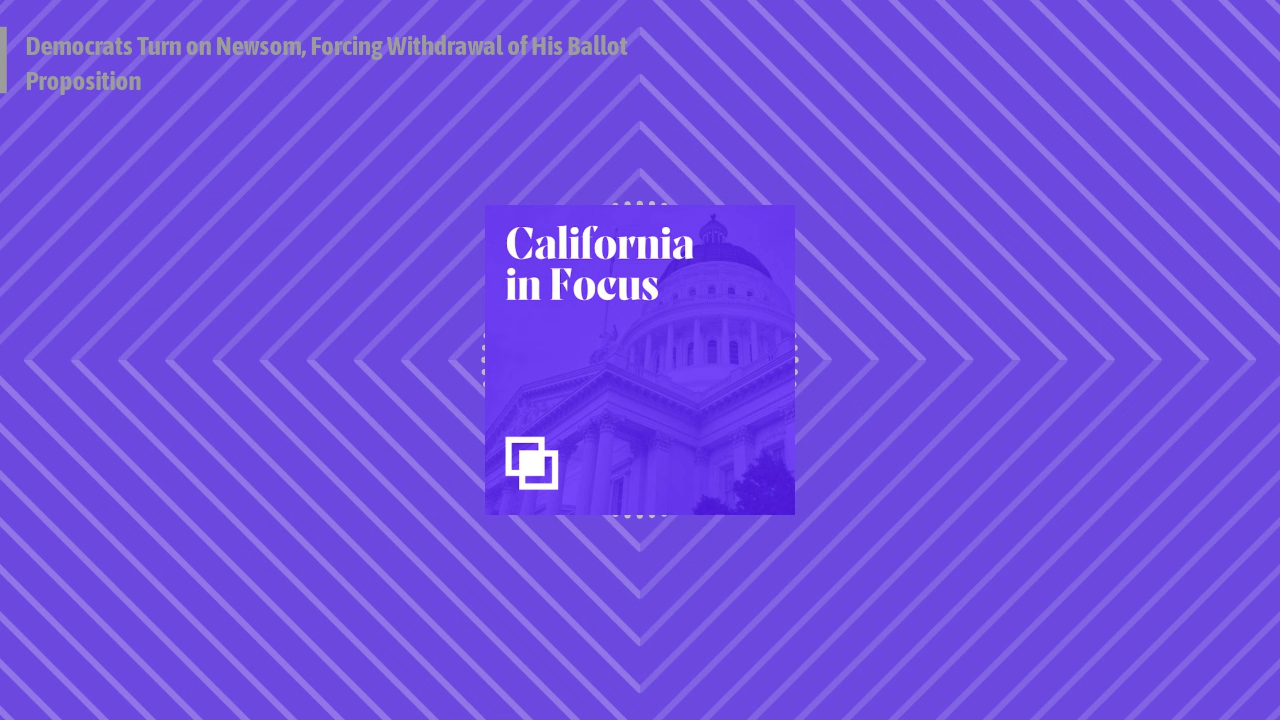 Democrats Turn on Newsom, Forcing Withdrawal of His Ballot
Proposition
California
in Focus